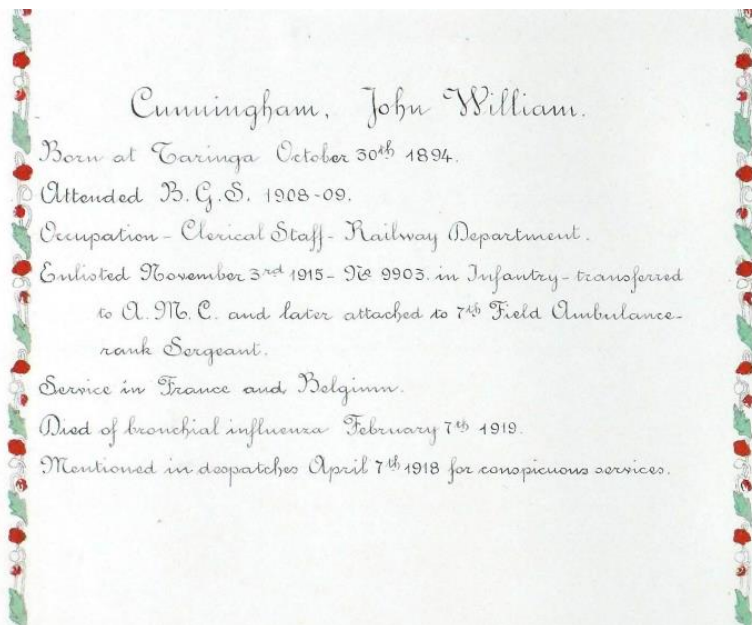 Cunningham, John William.
Born at Taringa October 30th 1894.
Attended B.G.S. 1908-09.
Occupation - Clerical Staff - Railway Department.
Enlisted November 3rd 1915 - No 9903. in Infantry - transferred
to A.M.C. and later attached to 7th Field Ambulance -
rank Sergeant.
Service in France and Belgium.
Died of bronchial influenza February 7th 1919.
Mentioned in despatches April 7th 1918 for conspicuous services.